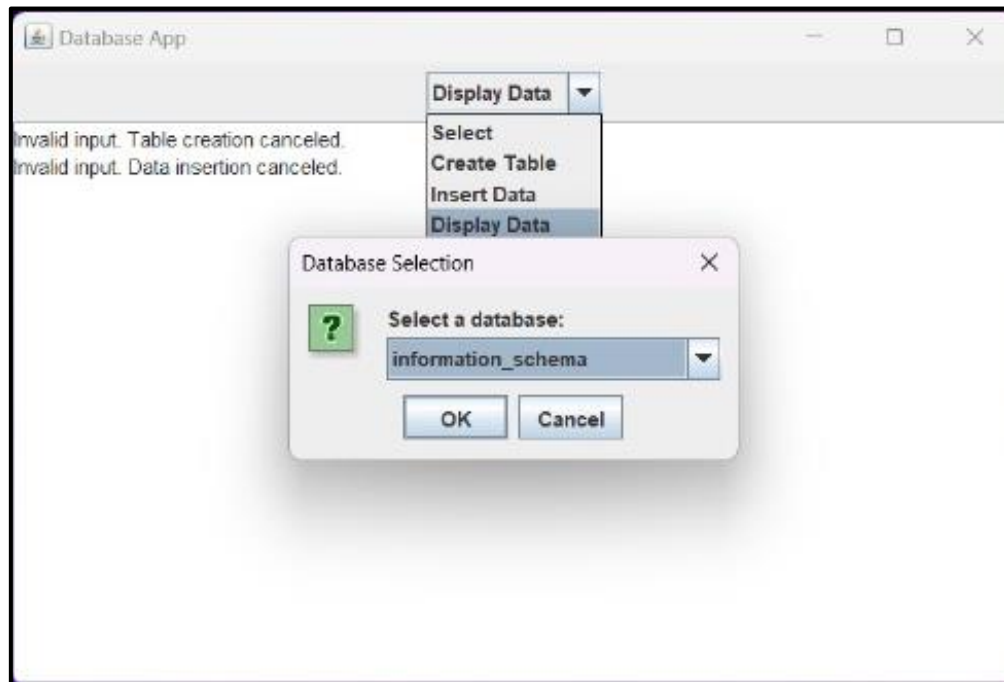 Database App
Display Data
Invalid input. Table creation canceled.
Invalid input. Data insertion canceled.
Select
Create Table
Insert Data
Display Data
Database Selection
?
Select a database:
information_schema
OK
Cancel